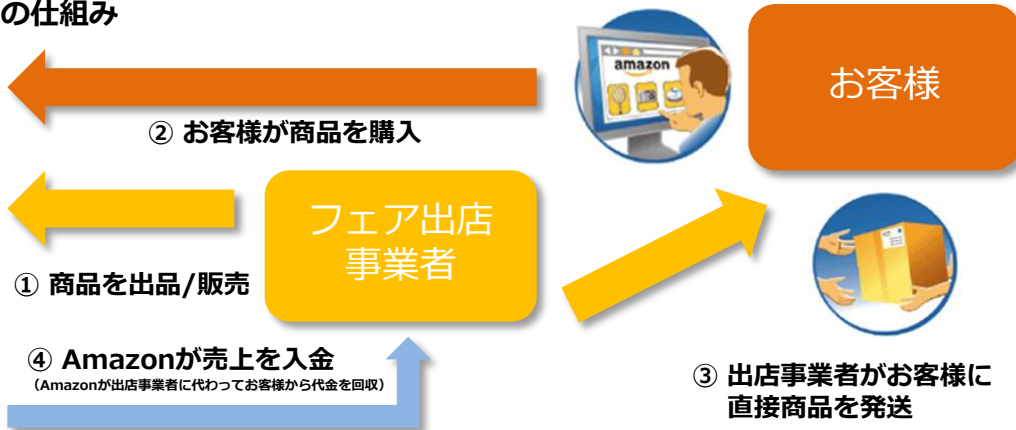 の仕組み
amazon
お客様
② お客様が商品を購入
フェア出店
事業者
① 商品を出品/販売
④ Amazonが売上を入金
（Amazonが出店事業者に代わってお客様から代金を回収）
③ 出店事業者がお客様に
直接商品を発送